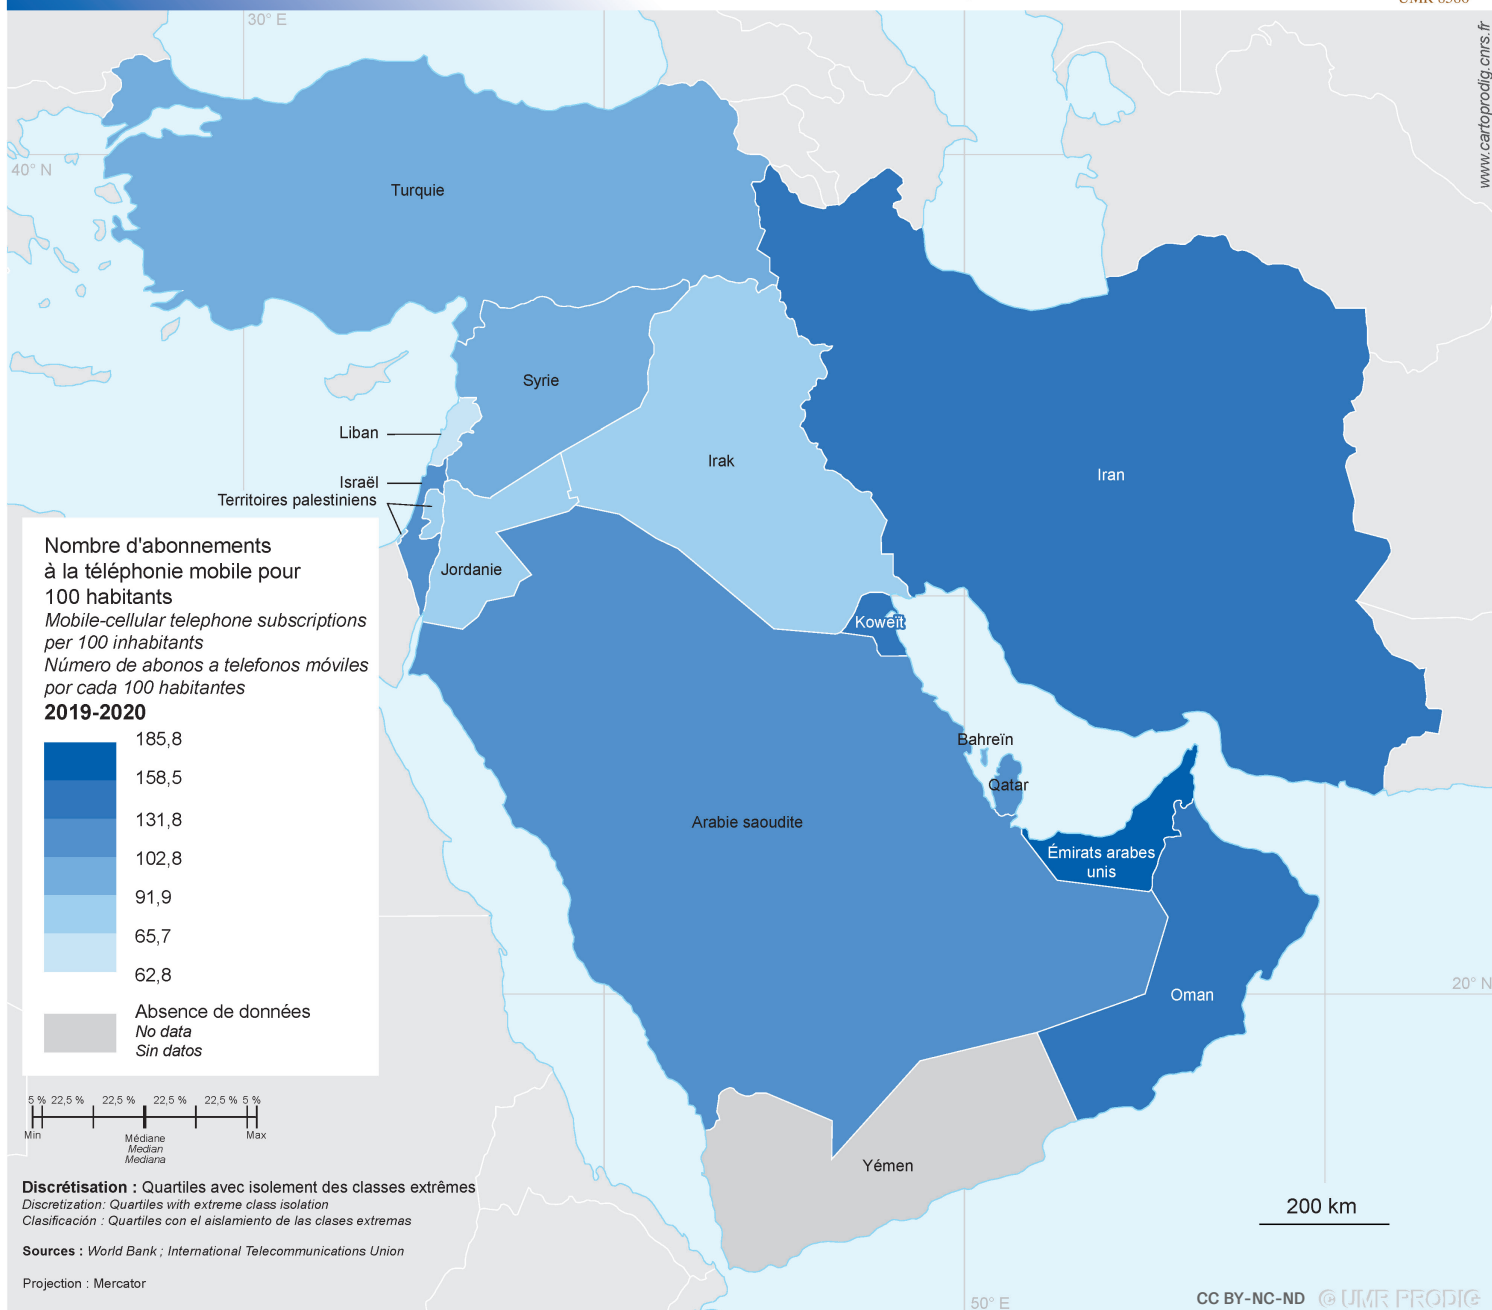 30° E
www.cartoprodig.cnrs.fr
40° N
Turquie
Syrie
Liban
Irak
Iran
Israël
Territoires palestiniens
Jordanie
Koweït
Bahreïn
Qatar
Arabie saoudite
Émirats arabes
unis
Oman
20° N
Yémen
Nombre d'abonnements
à la téléphonie mobile pour
100 habitants
Mobile-cellular telephone subscriptions
per 100 inhabitants
Número de abonos a telefonos móviles
por cada 100 habitantes
2019-2020
185,8
158,5
131,8
102,8
91,9
65,7
62,8
Absence de données
No data
Sin datos
5 % 22,5 % 22,5 % 22,5 % 22,5 % 5 %
Min Max
Médiane
Median
Mediana
Discrétisation : Quartiles avec isolement des classes extrêmes
Discretization: Quartiles with extreme class isolation
Clasificación : Quartiles con el aislamiento de las clases extremas
Sources : World Bank ; International Telecommunications Union
Projection : Mercator
200 km
50° E
CC BY-NC-ND © UMR PRODIG